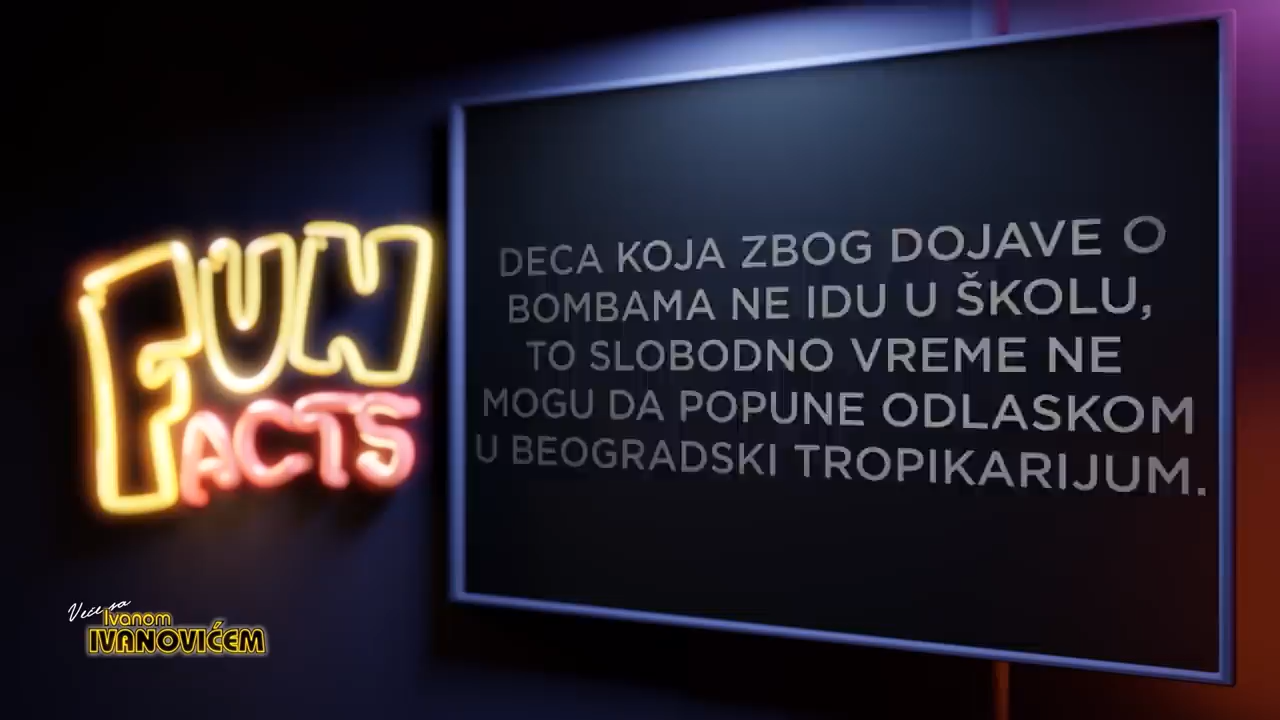 FUN
FACTS
DECA KOJA ZBOG DOJAVE O
BOMBAMA NE IDU U ŠKOLU,
TO SLOBODNO VREME NE
MOGU DA POPUNE ODLASKOM
U BEOGRADSKI TROPIKARIJUM.
Veče sa
Ivanom
IVANOVIĆEM